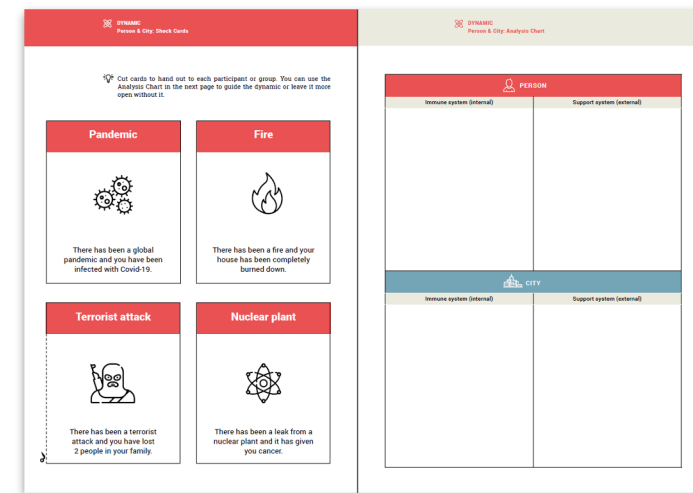 DYNAMIC
Person & City: Shock Cards
Cut cards to hand out to each participant or group. You can use the
Analysis Chart in the next page to guide the dynamic or leave it more
open without it.
Pandemic
There has been a global
pandemic and you have been
infected with Covid-19.
Fire
There has been a fire and your
house has been completely
burned down.
Terrorist attack
There has been a terrorist
attack and you have lost
2 people in your family.
Nuclear plant
There has been a leak from a
nuclear plant and it has given
you cancer.
DYNAMIC
Person & City: Analysis Chart
PERSON
Immune system (internal)
Support system (external)
CITY
Immune system (internal)
Support system (external)